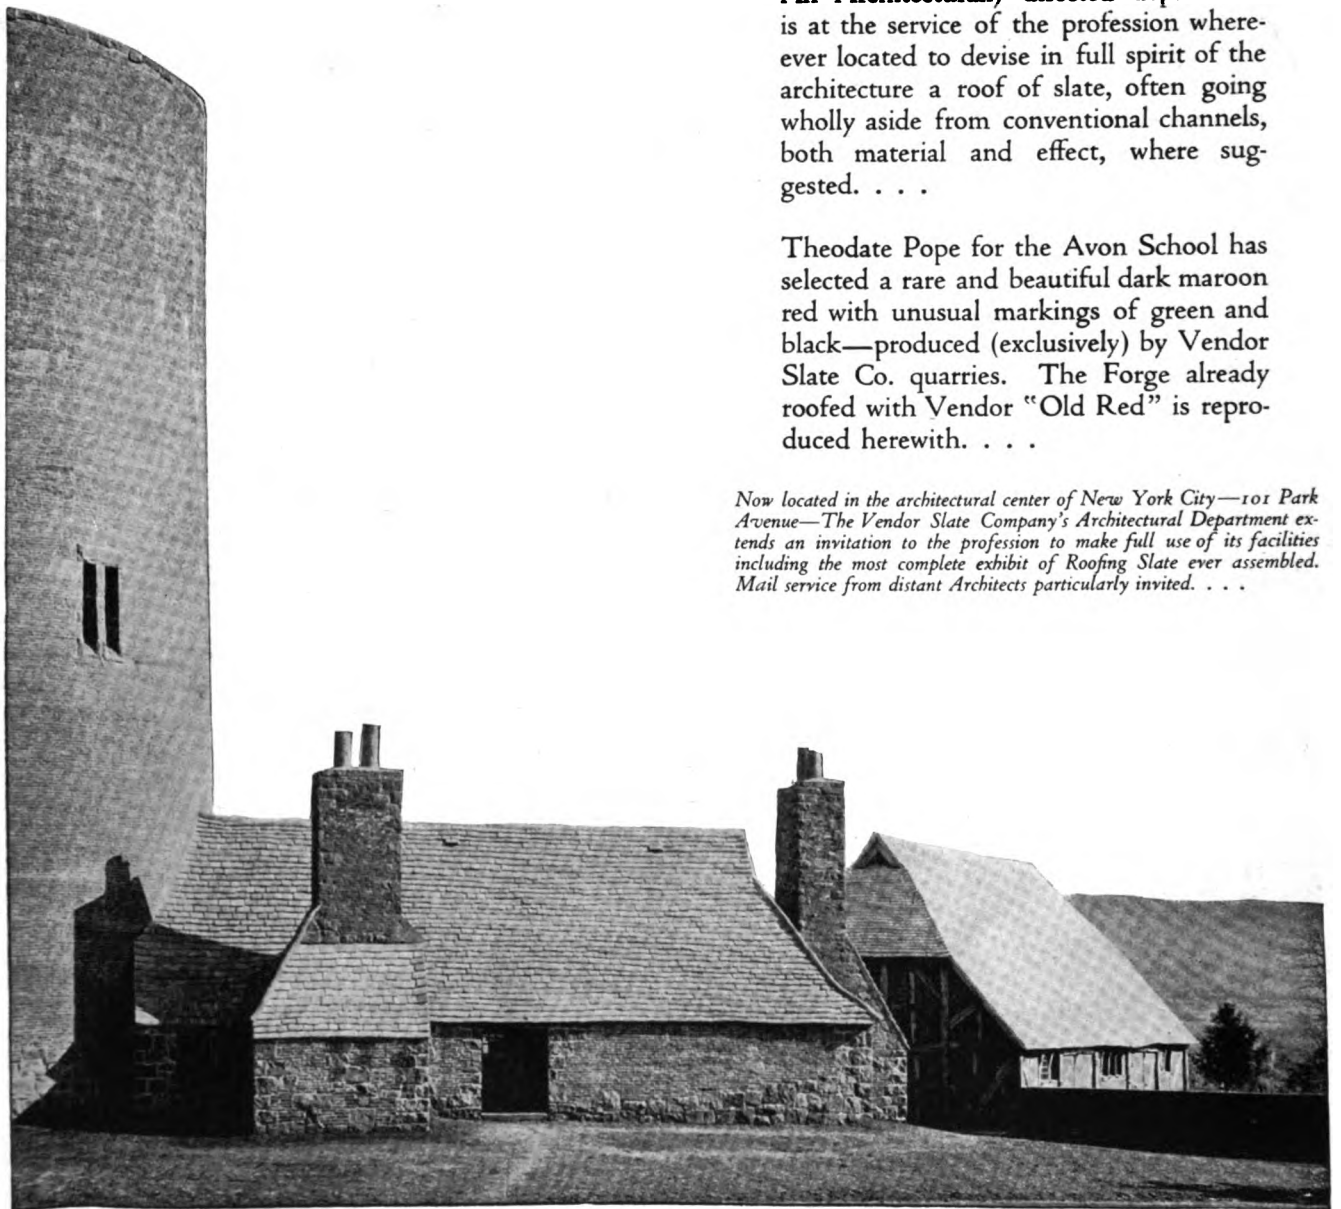 is at the service of the profession where-
ever located to devise in full spirit of the
architecture a roof of slate, often going
wholly aside from conventional channels,
both material and effect, where sug-
gested. . . .
Theodate Pope for the Avon School has
selected a rare and beautiful dark maroon
red with unusual markings of green and
black—produced (exclusively) by Vendor
Slate Co. quarries. The Forge already
roofed with Vendor "Old Red" is repro-
duced herewith. . . .
Now located in the architectural center of New York City—101 Park
Avenue—The Vendor Slate Company's Architectural Department ex-
tends an invitation to the profession to make full use of its facilities
including the most complete exhibit of Roofing Slate ever assembled.
Mail service from distant Architects particularly invited. . . .